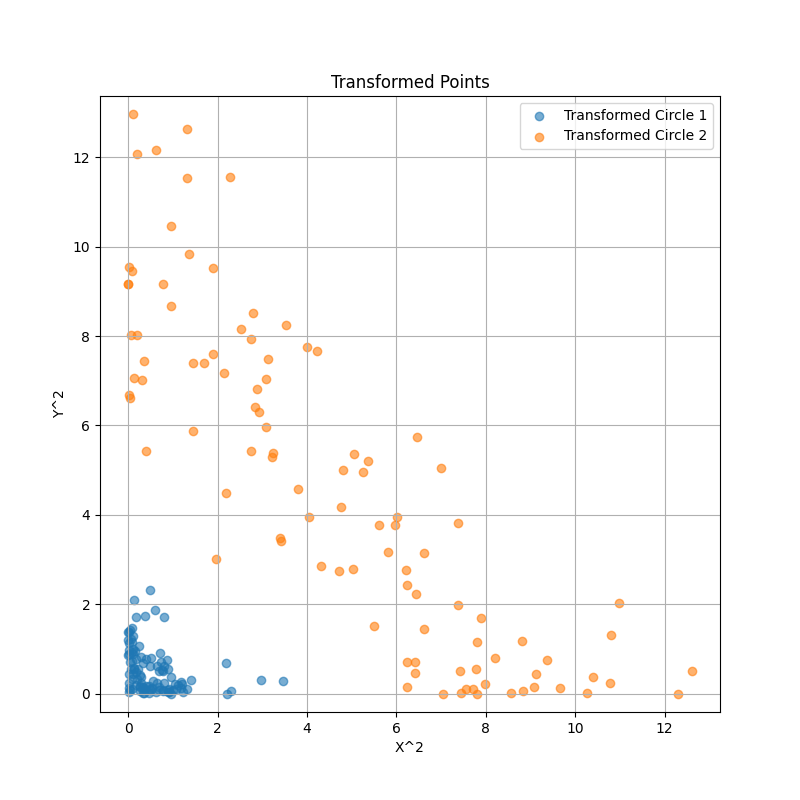 Transformed Points
Transformed Circle 1
Transformed Circle 2
12
10
8
6
4
2
0
Y^2
0 2 4 6 8 10 12
X^2